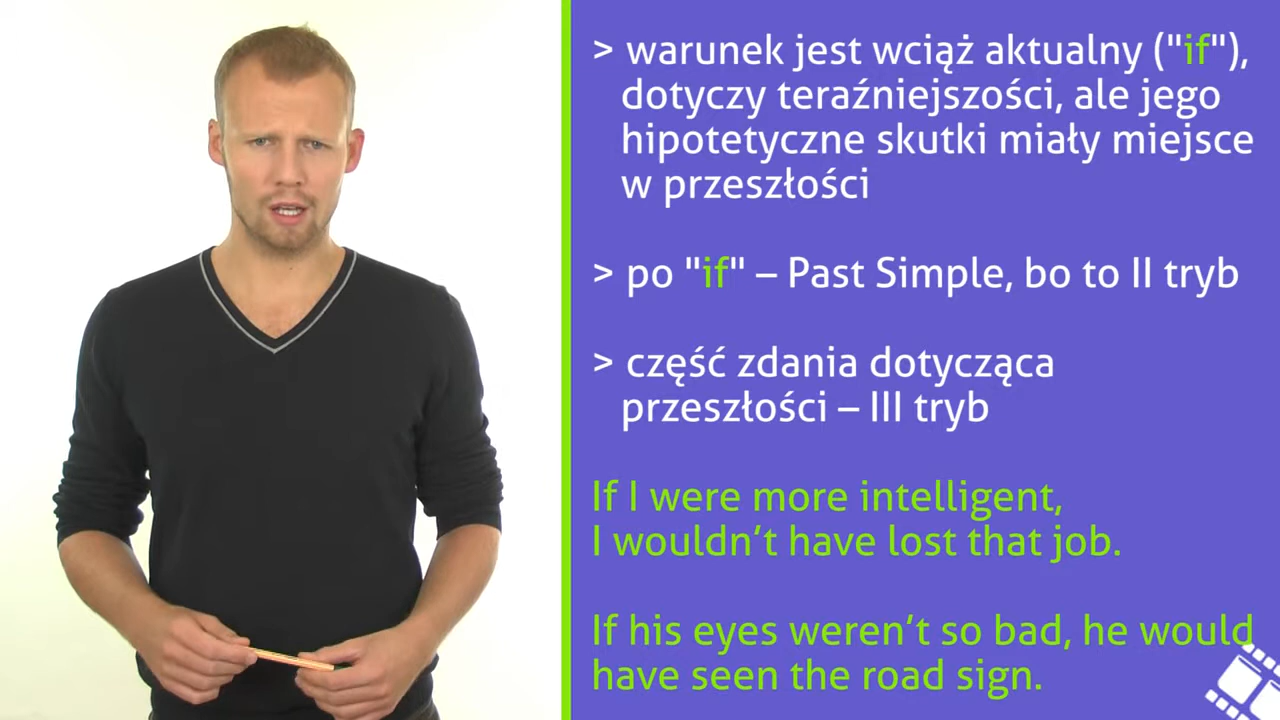 > warunek jest wciąż aktualny ("if"),
dotyczy teraźniejszości, ale jego
hipotetyczne skutki miały miejsce
w przeszłości
> po "if" – Past Simple, bo to II tryb
> część zdania dotycząca
przeszłości – III tryb
If I were more intelligent,
I wouldn’t have lost that job.
If his eyes weren’t so bad, he would
have seen the road sign.